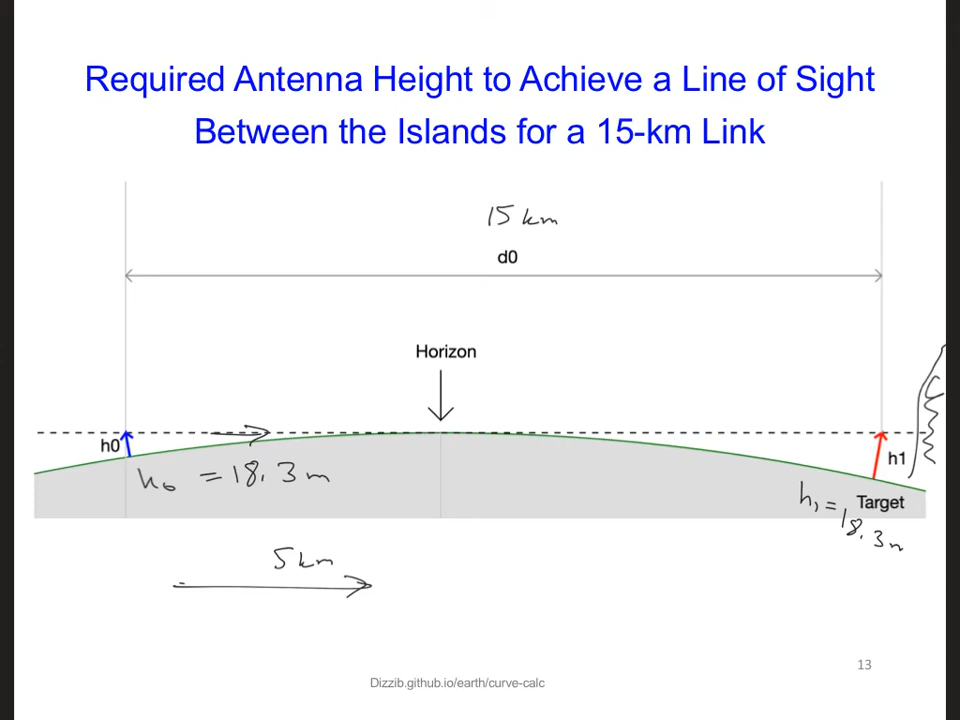 Required Antenna Height to Achieve a Line of Sight
Between the Islands for a 15-km Link
15 km
d0
Horizon
h0
h0 = 18.3 m
h1
Target
h1 = 18.3m
5 km
13
Dizzib.github.io/earth/curve-calc